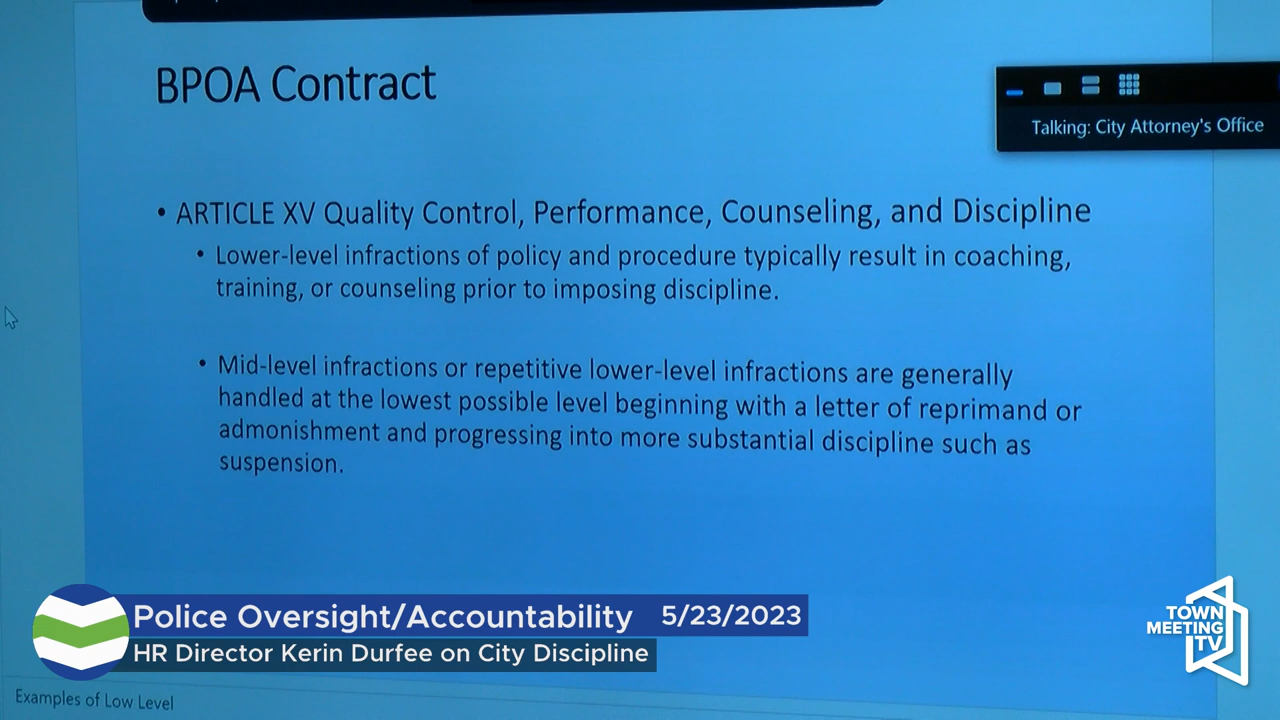 BPOA Contract
Talking: City Attorney's Office
• ARTICLE XV Quality Control, Performance, Counseling, and Discipline
• Lower-level infractions of policy and procedure typically result in coaching,
training, or counseling prior to imposing discipline.
• Mid-level infractions or repetitive lower-level infractions are generally
handled at the lowest possible level beginning with a letter of reprimand or
admonishment and progressing into more substantial discipline such as
suspension.
Police Oversight/Accountability 5/23/2023
HR Director Kerin Durfee on City Discipline
TOWN
MEETING
TV
Examples of Low Level